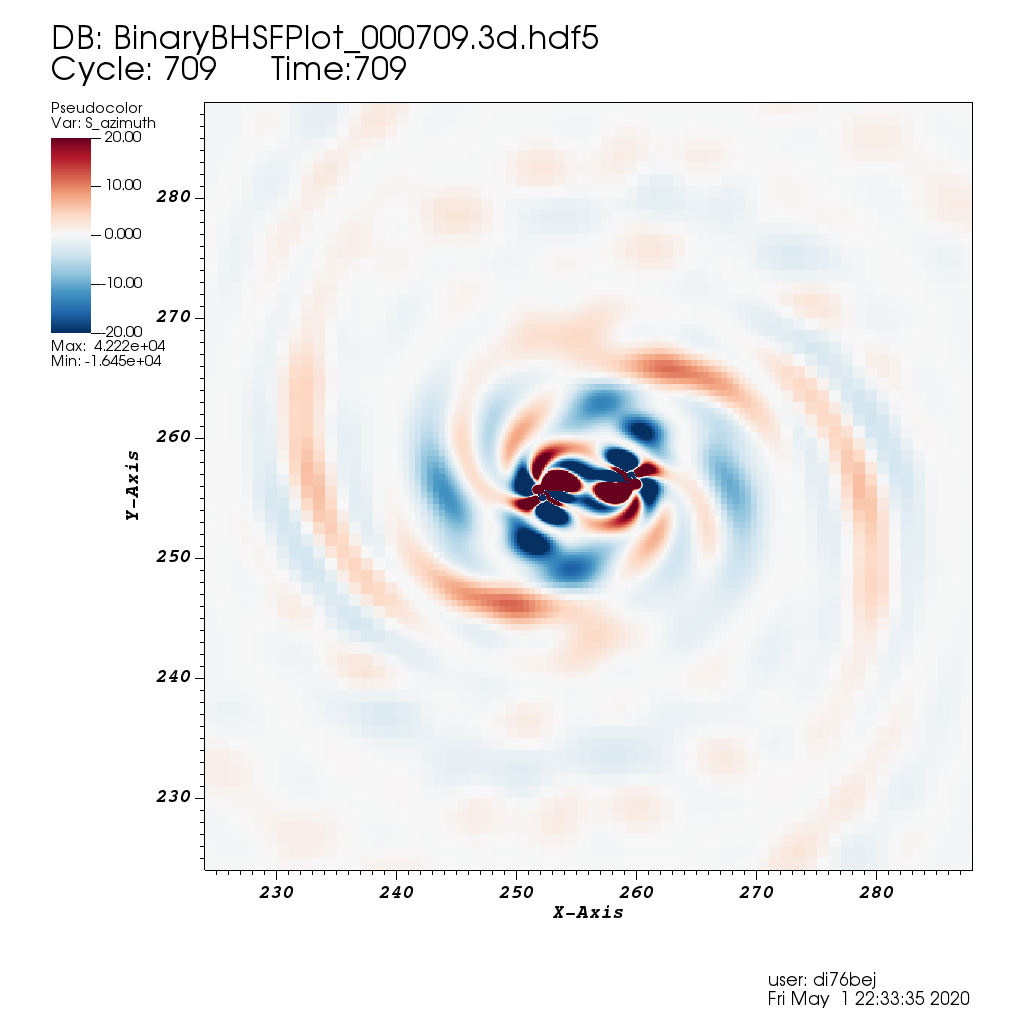 DB: BinaryBHSFPlot_000709.3d.hdf5
Cycle: 709 Time:709
Pseudocolor
Var: S_azimuth
20.00
10.00
0.000
-10.00
-20.00
Max: 4.222e+04
Min: -1.645e+04
280
270
260
250
240
230
Y-Axis
230 240 250 260 270 280
X-Axis
user: di76bej
Fri May 1 22:33:35 2020